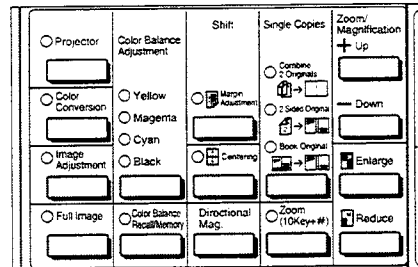 Projector
Color
Conversion
Image
Adjustment
Full Image
Color Balance
Adjustment
Yellow
Magenta
Cyan
Black
Color Balance
Recall/Memory
Shift
Margin
Adjustment
Centering
Directional
Mag.
Single Copies
Combine
2 Originals
2 Sided Original
Book Original
Zoom
(10Key+#)
Zoom/
Magnification
+ Up
— Down
Enlarge
Reduce